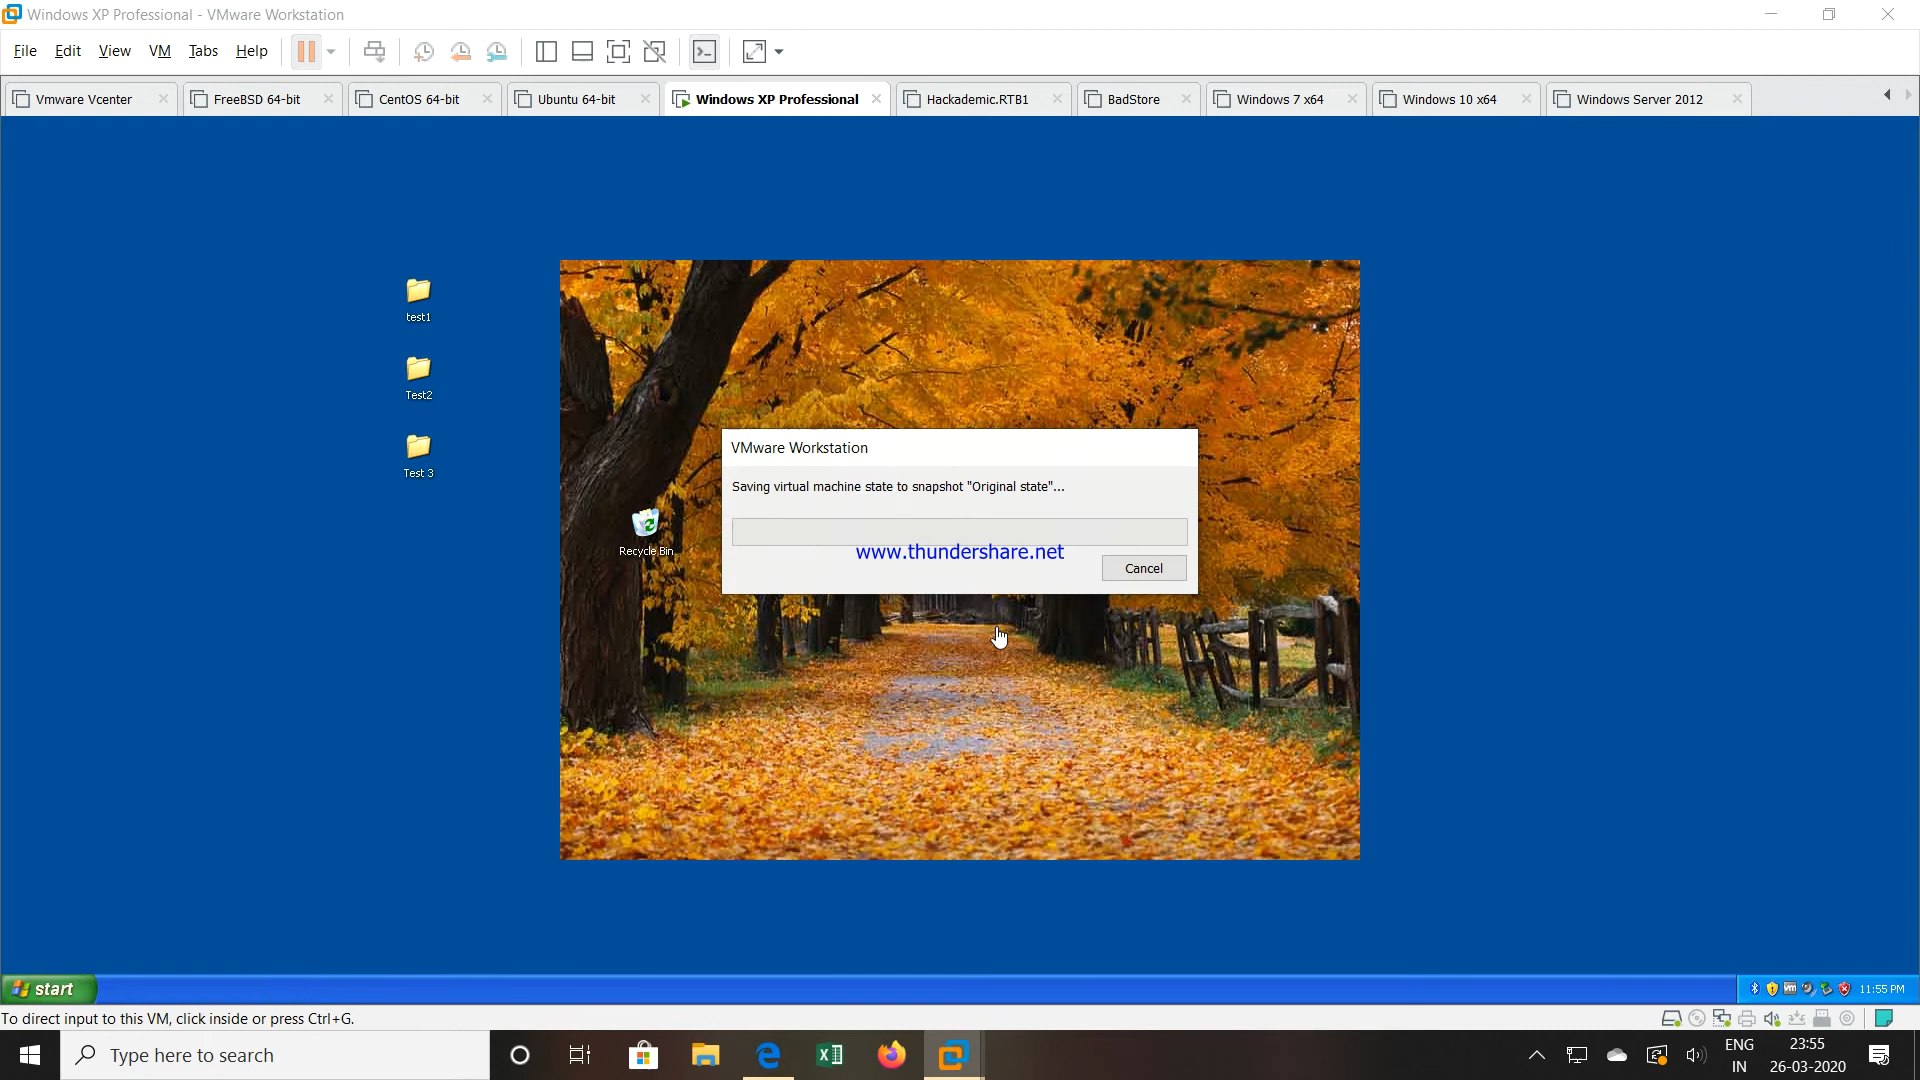 Windows XP Professional - VMware Workstation
File Edit View VM Tabs Help
Vmware Vcenter FreeBSD 64-bit CentOS 64-bit Ubuntu 64-bit Windows XP Professional Hackademic.RTB1 BadStore Windows 7 x64 Windows 10 x64 Windows Server 2012
test1
Test2
Test 3
Recycle Bin
VMware Workstation
Saving virtual machine state to snapshot "Original state"...
www.thundershare.net
Cancel
start
vm
11:55 PM
To direct input to this VM, click inside or press Ctrl+G.
Type here to search
ENG
IN
23:55
26-03-2020